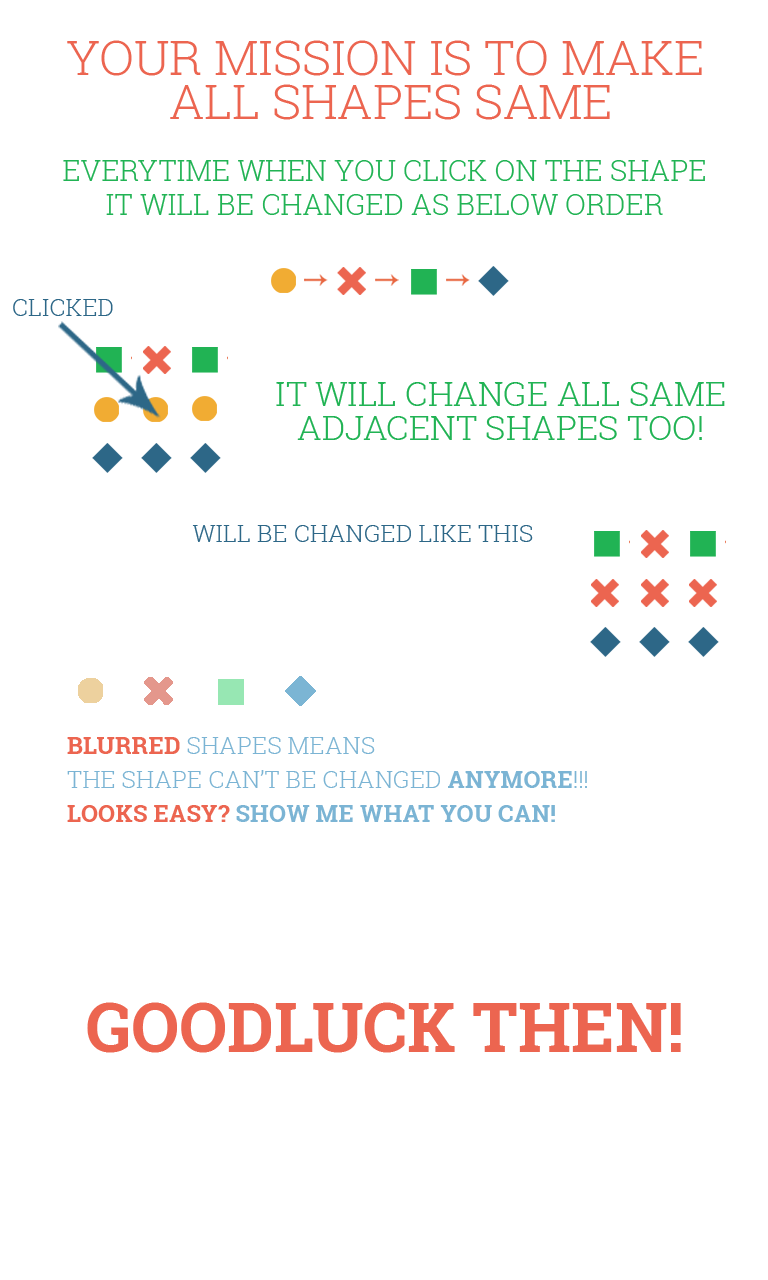 YOUR MISSION IS TO MAKE
ALL SHAPES SAME
EVERYTIME WHEN YOU CLICK ON THE SHAPE
IT WILL BE CHANGED AS BELOW ORDER
CLICKED
IT WILL CHANGE ALL SAME
ADJACENT SHAPES TOO!
WILL BE CHANGED LIKE THIS
BLURRED SHAPES MEANS
THE SHAPE CAN'T BE CHANGED ANYMORE!!!
LOOKS EASY? SHOW ME WHAT YOU CAN!
GOODLUCK THEN!